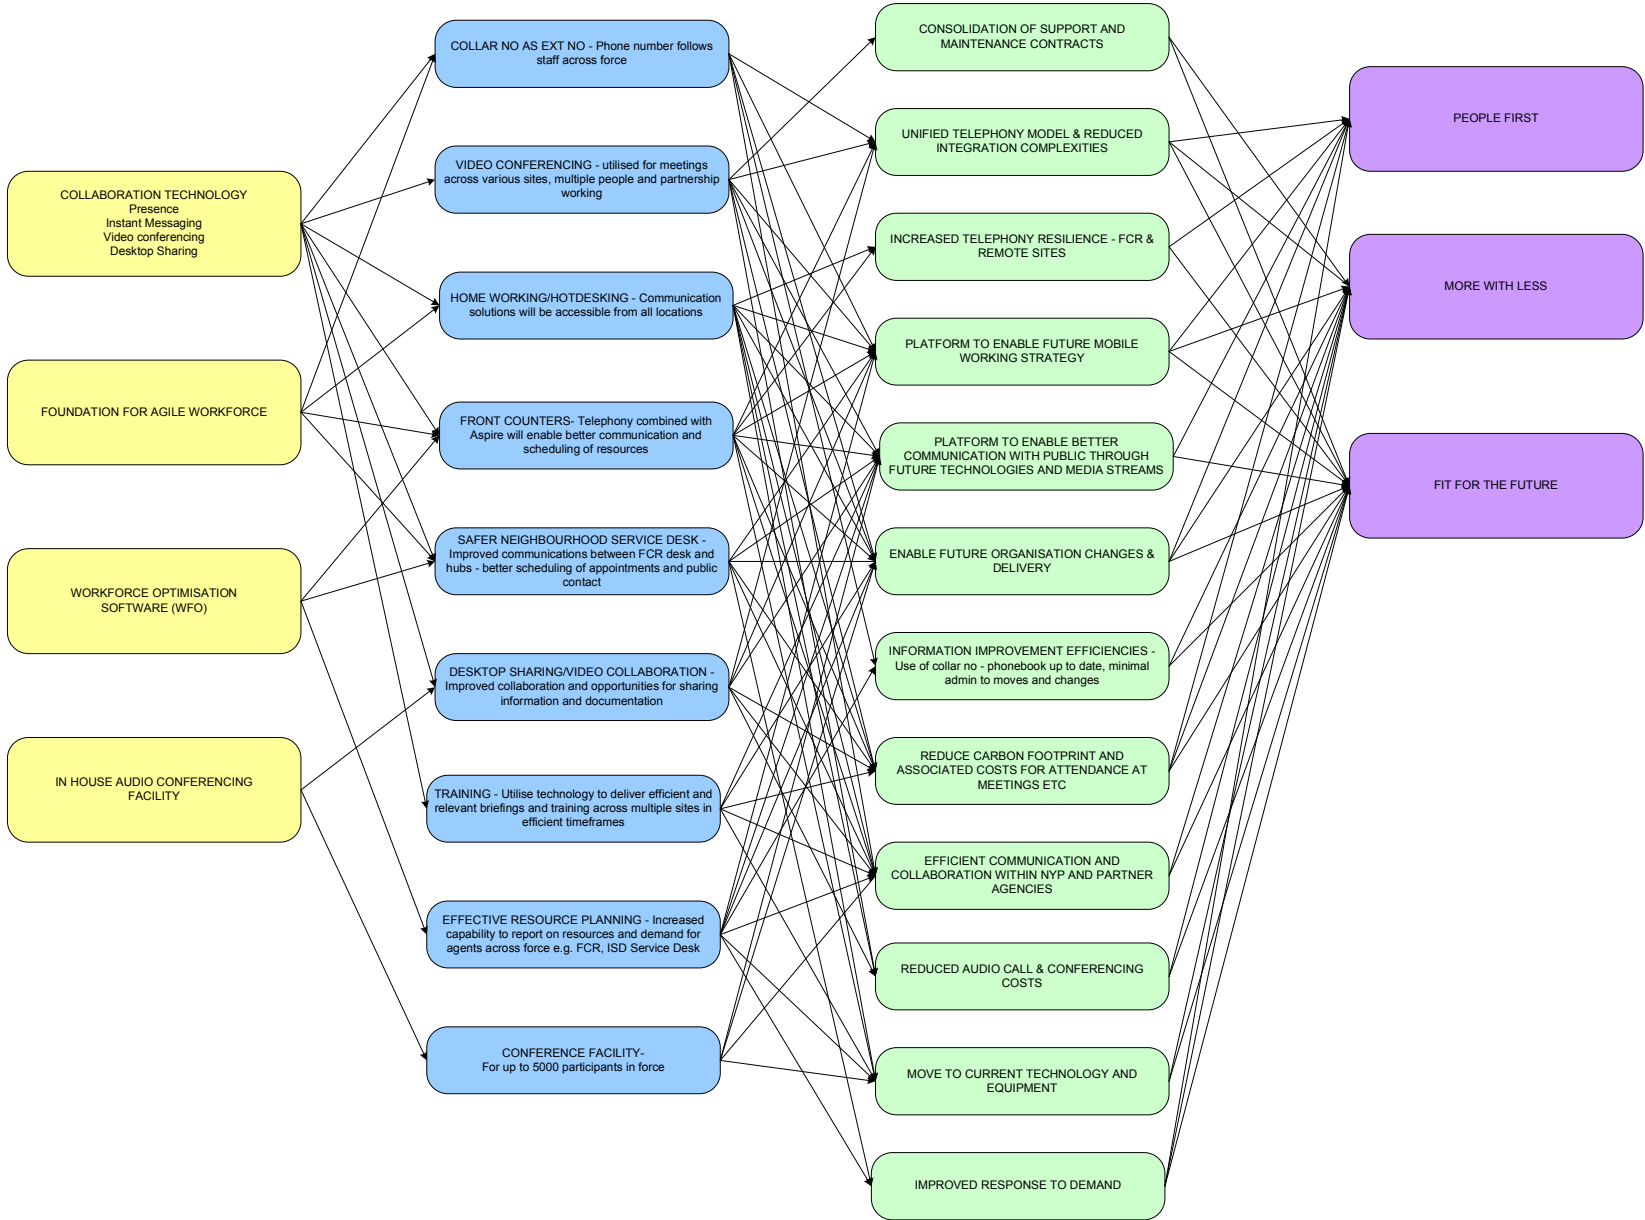 COLLABORATION TECHNOLOGY
Presence
Instant Messaging
Video conferencing
Desktop Sharing
FOUNDATION FOR AGILE WORKFORCE
WORKFORCE OPTIMISATION
SOFTWARE (WFO)
IN HOUSE AUDIO CONFERENCING
FACILITY
COLLAR NO AS EXT NO - Phone number follows
staff across force
VIDEO CONFERENCING - utilised for meetings
across various sites, multiple people and partnership
working
HOME WORKING/HOTDESKING - Communication
solutions will be accessible from all locations
FRONT COUNTERS- Telephony combined with
Aspire will enable better communication and
scheduling of resources
SAFER NEIGHBOURHOOD SERVICE DESK -
Improved communications between FCR desk and
hubs - better scheduling of appointments and public
contact
DESKTOP SHARING/VIDEO COLLABORATION -
Improved collaboration and opportunities for sharing
information and documentation
TRAINING - Utilise technology to deliver efficient and
relevant briefings and training across multiple sites in
efficient timeframes
EFFECTIVE RESOURCE PLANNING - Increased
capability to report on resources and demand for
agents across force e.g. FCR, ISD Service Desk
CONFERENCE FACILITY-
For up to 5000 participants in force
CONSOLIDATION OF SUPPORT AND
MAINTENANCE CONTRACTS
UNIFIED TELEPHONY MODEL & REDUCED
INTEGRATION COMPLEXITIES
INCREASED TELEPHONY RESILIENCE - FCR &
REMOTE SITES
PLATFORM TO ENABLE FUTURE MOBILE
WORKING STRATEGY
PLATFORM TO ENABLE BETTER
COMMUNICATION WITH PUBLIC THROUGH
FUTURE TECHNOLOGIES AND MEDIA STREAMS
ENABLE FUTURE ORGANISATION CHANGES &
DELIVERY
INFORMATION IMPROVEMENT EFFICIENCIES -
Use of collar no - phonebook up to date, minimal
admin to moves and changes
REDUCE CARBON FOOTPRINT AND
ASSOCIATED COSTS FOR ATTENDANCE AT
MEETINGS ETC
EFFICIENT COMMUNICATION AND
COLLABORATION WITHIN NYP AND PARTNER
AGENCIES
REDUCED AUDIO CALL & CONFERENCING
COSTS
MOVE TO CURRENT TECHNOLOGY AND
EQUIPMENT
IMPROVED RESPONSE TO DEMAND
PEOPLE FIRST
MORE WITH LESS
FIT FOR THE FUTURE